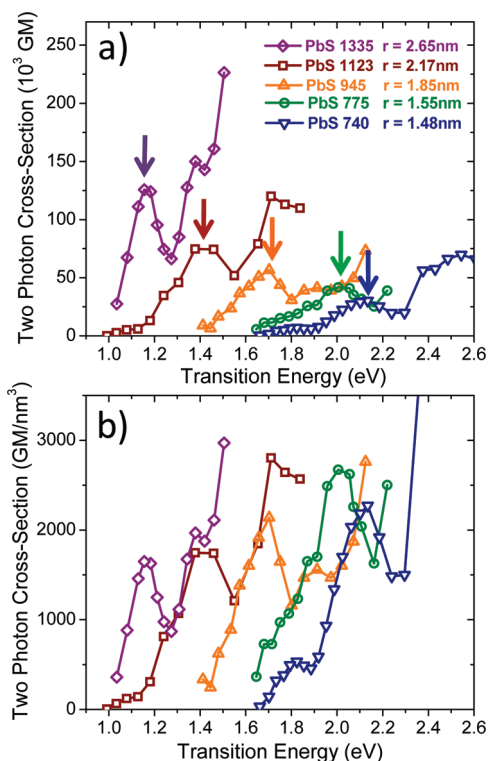 a)
PbS 1335 r = 2.65nm
PbS 1123 r = 2.17nm
PbS 945 r = 1.85nm
PbS 775 r = 1.55nm
PbS 740 r = 1.48nm
Two Photon Cross-Section (10³ GM)
250
200
150
100
50
0
1.0 1.2 1.4 1.6 1.8 2.0 2.2 2.4 2.6
Transition Energy (eV)
b)
Two Photon Cross-Section (GM/nm³)
3000
2000
1000
0
1.0 1.2 1.4 1.6 1.8 2.0 2.2 2.4 2.6
Transition Energy (eV)